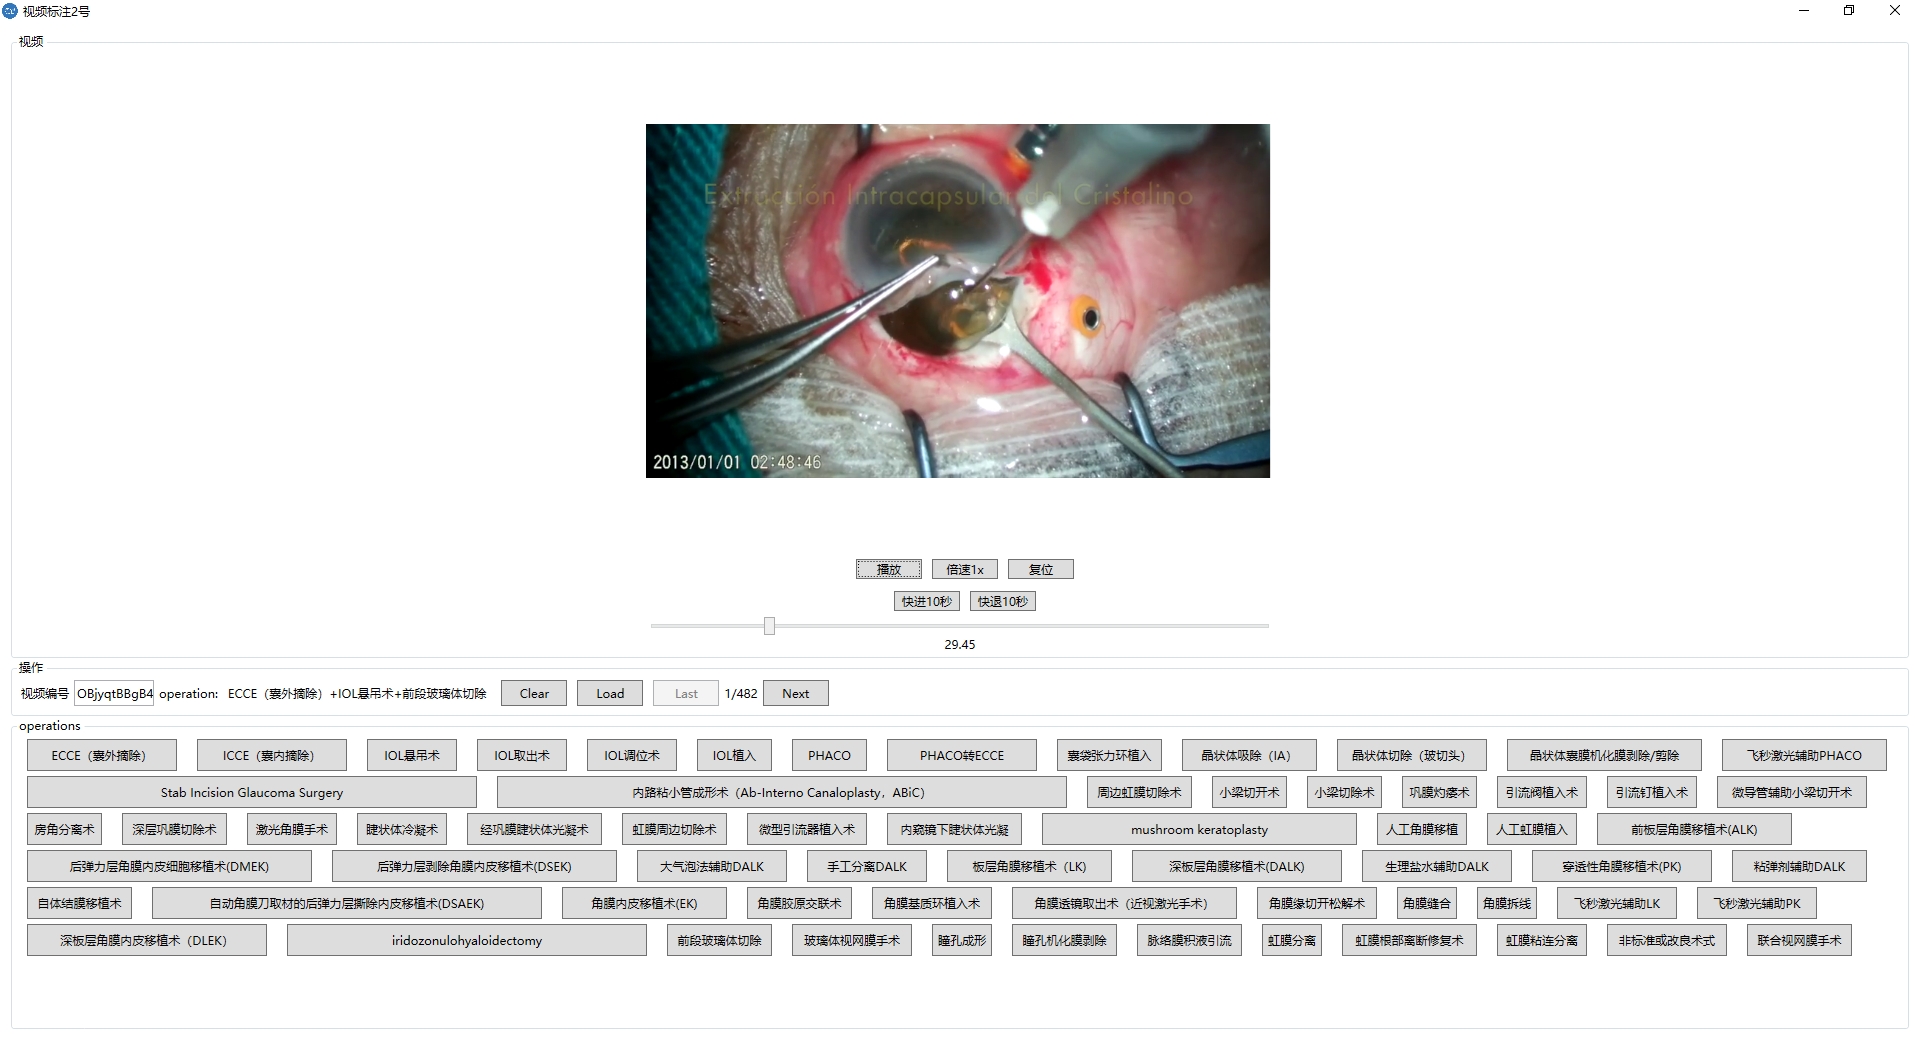 视频标注2号
视频
Extracción Intracapsular del Cristalino
2013/01/01 02:48:46
播放 倍速1x 复位
快进10秒 快退10秒
29.45
操作
视频编号 OBjyqtBBgB4 operation: ECCE（囊外摘除）+IOL悬吊术+前段玻璃体切除 Clear Load Last 1/482 Next
operations
ECCE（囊外摘除） ICCE（囊内摘除） IOL悬吊术 IOL取出术 IOL调位术 IOL植入 PHACO PHACO转ECCE 囊袋张力环植入 晶状体吸除（IA） 晶状体切除（玻切头） 晶状体囊膜机化膜剥除/剪除 飞秒激光辅助PHACO
Stab Incision Glaucoma Surgery 内路粘小管成形术（Ab-Interno Canaloplasty，ABiC） 周边虹膜切除术 小梁切开术 小梁切除术 巩膜灼瘘术 引流阀植入术 引流钉植入术 微导管辅助小梁切开术
房角分离术 深层巩膜切除术 激光角膜手术 睫状体冷凝术 经巩膜睫状体光凝术 虹膜周边切除术 微型引流器植入术 内窥镜下睫状体光凝 mushroom keratoplasty 人工角膜移植 人工虹膜植入 前板层角膜移植术(ALK)
后弹力层角膜内皮细胞移植术(DMEK) 后弹力层剥除角膜内皮移植术(DSEK) 大气泡法辅助DALK 手工分离DALK 板层角膜移植术（LK) 深板层角膜移植术(DALK) 生理盐水辅助DALK 穿透性角膜移植术(PK) 粘弹剂辅助DALK
自体结膜移植术 自动角膜刀取材的后弹力层撕除内皮移植术(DSAEK) 角膜内皮移植术(EK) 角膜胶原交联术 角膜基质环植入术 角膜透镜取出术（近视激光手术） 角膜缘切开松解术 角膜缝合 角膜拆线 飞秒激光辅助LK 飞秒激光辅助PK
深板层角膜内皮移植术（DLEK) iridozonulohyaloidectomy 前段玻璃体切除 玻璃体视网膜手术 瞳孔成形 瞳孔机化膜剥除 脉络膜积液引流 虹膜分离 虹膜根部离断修复术 虹膜粘连分离 非标准或改良术式 联合视网膜手术